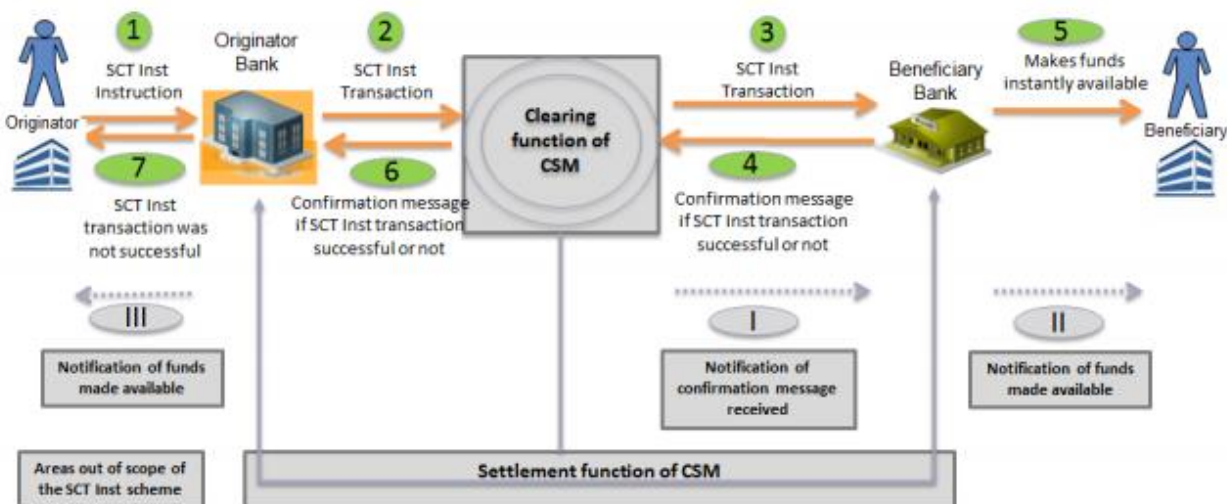 1
SCT Inst
Instruction
Originator
Originator
Bank
2
SCT Inst
Transaction
Clearing
function of
CSM
3
SCT Inst
Transaction
Beneficiary
Bank
5
Makes funds
instantly available
Beneficiary
7
SCT Inst
transaction was
not successful
6
Confirmation message
if SCT Inst transaction
successful or not
4
Confirmation message
if SCT Inst transaction
successful or not
III
Notification of funds
made available
I
Notification of
confirmation message
received
II
Notification of funds
made available
Areas out of scope of
the SCT Inst scheme
Settlement function of CSM